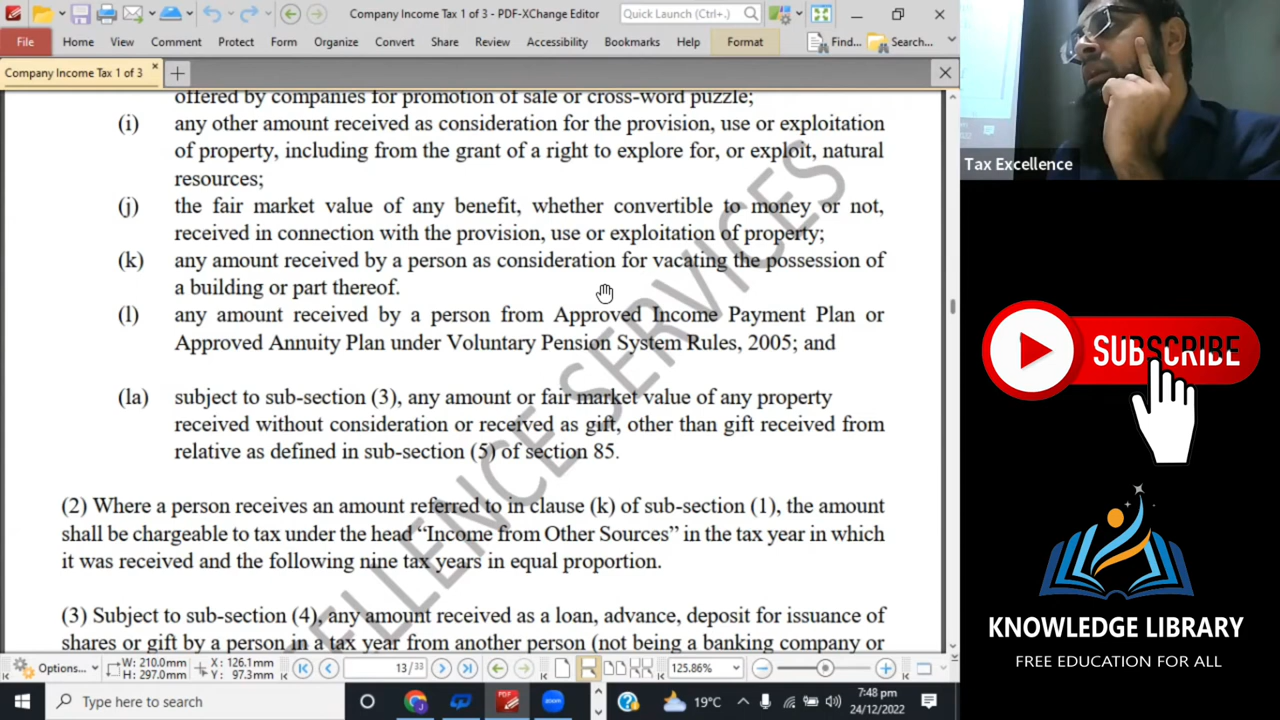 Company Income Tax 1 of 3 - PDF-XChange Editor
Quick Launch (Ctrl+.)
File Home View Comment Protect Form Organize Convert Share Review Accessibility Bookmarks Help Format Find... Search...
Company Income Tax 1 of 3
offered by companies for promotion of sale or cross-word puzzle;
(i) any other amount received as consideration for the provision, use or exploitation
of property, including from the grant of a right to explore for, or exploit, natural
resources;
(j) the fair market value of any benefit, whether convertible to money or not,
received in connection with the provision, use or exploitation of property;
(k) any amount received by a person as consideration for vacating the possession of
a building or part thereof.
(l) any amount received by a person from Approved Income Payment Plan or
Approved Annuity Plan under Voluntary Pension System Rules, 2005; and
(la) subject to sub-section (3), any amount or fair market value of any property
received without consideration or received as gift, other than gift received from
relative as defined in sub-section (5) of section 85.
(2) Where a person receives an amount referred to in clause (k) of sub-section (1), the amount
shall be chargeable to tax under the head “Income from Other Sources” in the tax year in which
it was received and the following nine tax years in equal proportion.
(3) Subject to sub-section (4), any amount received as a loan, advance, deposit for issuance of
shares or gift by a person in a tax year from another person (not being a banking company or
ELLENCE SERVICES
Options...
W: 210.0mm
H: 297.0mm
X: 126.1mm
Y: 97.3mm
13 / 33
125.86%
Type here to search
PDF
zoom
19°C
7:48 pm
24/12/2022
Tax Excellence
SUBSCRIBE
KNOWLEDGE LIBRARY
FREE EDUCATION FOR ALL